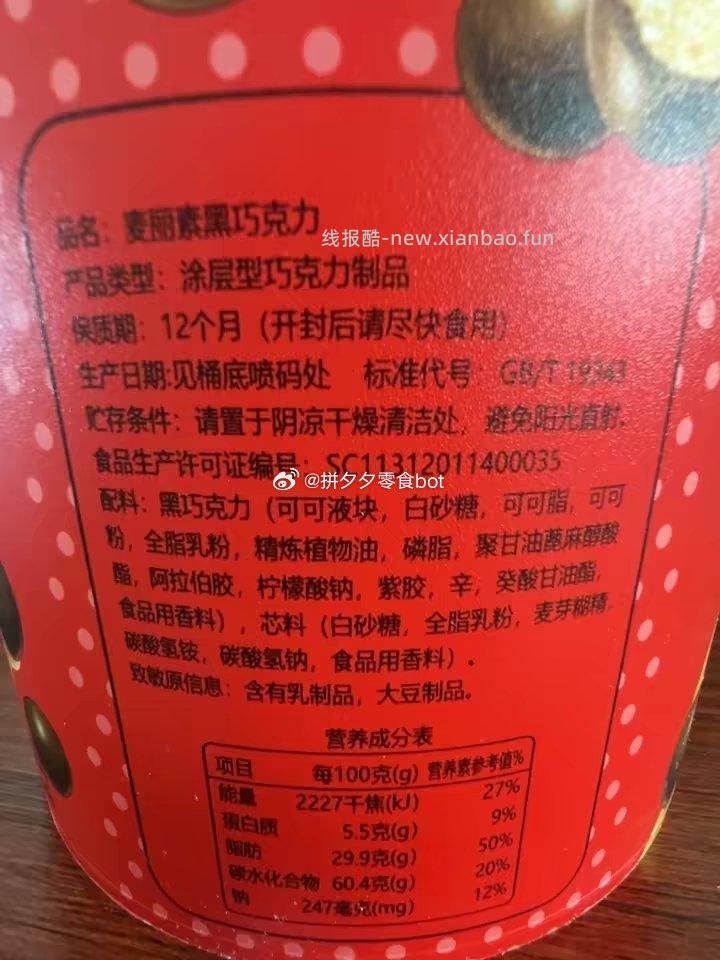 品名：麦丽素黑巧克力
线报酷-new.xianbao.fun
产品类型：涂层型巧克力制品
保质期：12个月（开封后请尽快食用）
生产日期:见桶底喷码处 标准代号：GB/T 19343
贮存条件：请置于阴凉干燥清洁处，避免阳光直射.
食品生产许可证编号：SC11312011400035
@拼夕夕零食bot
配料：黑巧克力（可可液块，白砂糖，可可脂，可可
粉，全脂乳粉，精炼植物油，磷脂，聚甘油蓖麻醇酸
酯，阿拉伯胶，柠檬酸钠，紫胶，辛，癸酸甘油酯，
食品用香料），芯料（白砂糖，全脂乳粉，麦芽糊精，
碳酸氢铵，碳酸氢钠，食品用香料）。
致敏原信息：含有乳制品，大豆制品。
营养成分表
项目 每100克(g) 营养素参考值%
能量 2227千焦(kJ) 27%
蛋白质 5.5克(g) 9%
脂肪 29.9克(g) 50%
碳水化合物 60.4克(g) 20%
钠 247毫克(mg) 12%